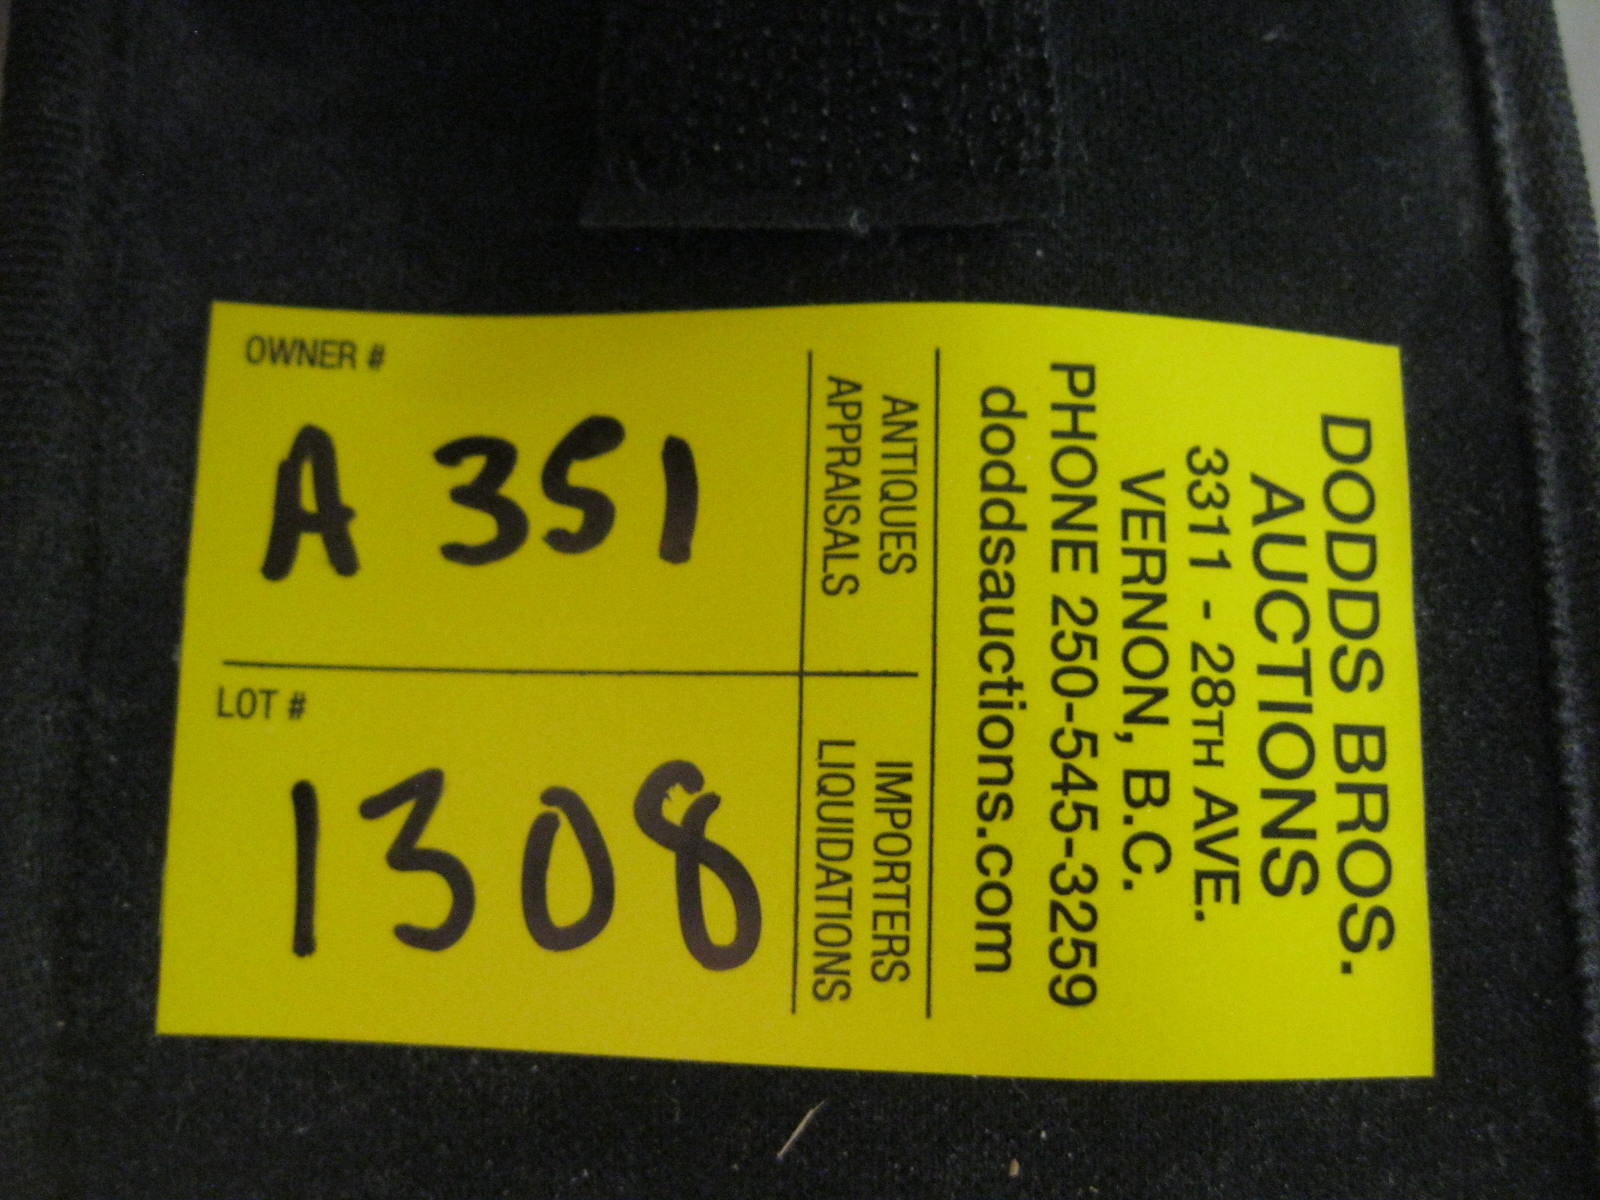 DODDS BROS.
AUCTIONS
3311 - 28TH AVE.
VERNON, B.C.
PHONE 250-545-3259
doddsauctions.com
ANTIQUES
APPRAISALS
IMPORTERS
LIQUIDATIONS
OWNER #
A 351
LOT #
1308